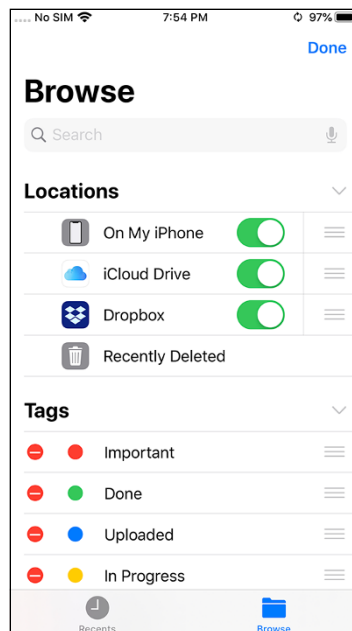 No SIM 7:54 PM 97%
Done
Browse
Search
Locations
On My iPhone
iCloud Drive
Dropbox
Recently Deleted
Tags
Important
Done
Uploaded
In Progress
Recents Browse